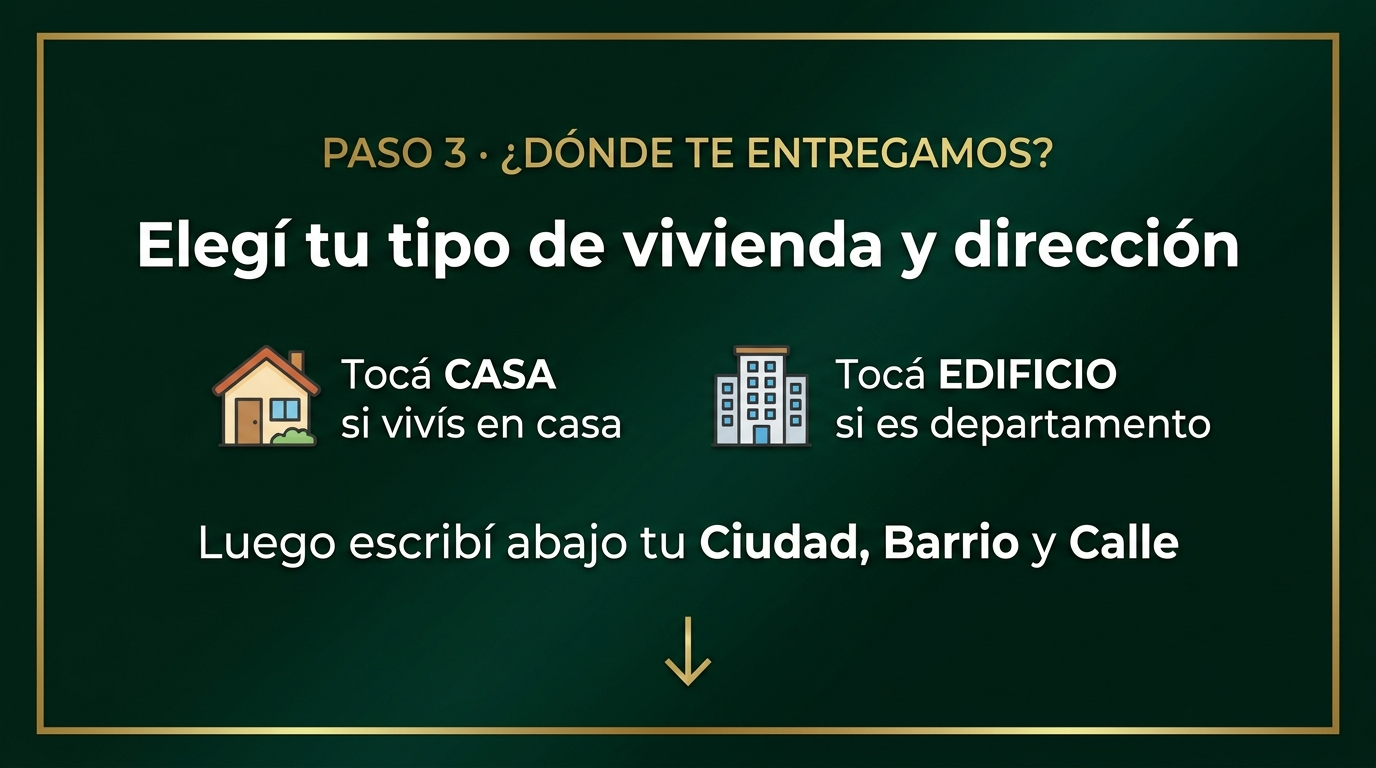 PASO 3 · ¿DÓNDE TE ENTREGAMOS?
Elegí tu tipo de vivienda y dirección
Tocá CASA
si vivís en casa
Tocá EDIFICIO
si es departamento
Luego escribí abajo tu Ciudad, Barrio y Calle